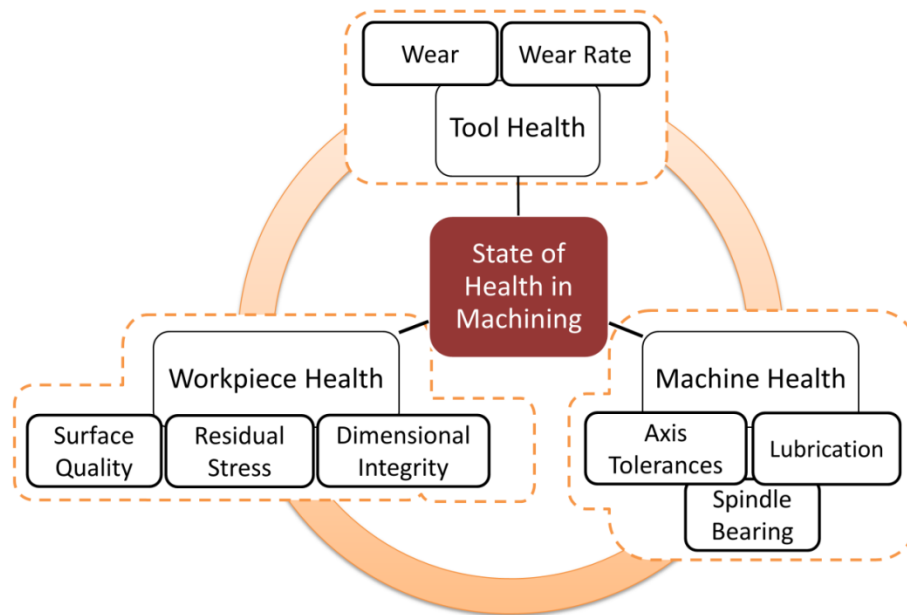 Wear
Wear Rate
Tool Health
State of
Health in
Machining
Workpiece Health
Surface
Quality
Residual
Stress
Dimensional
Integrity
Machine Health
Axis
Tolerances
Lubrication
Spindle
Bearing